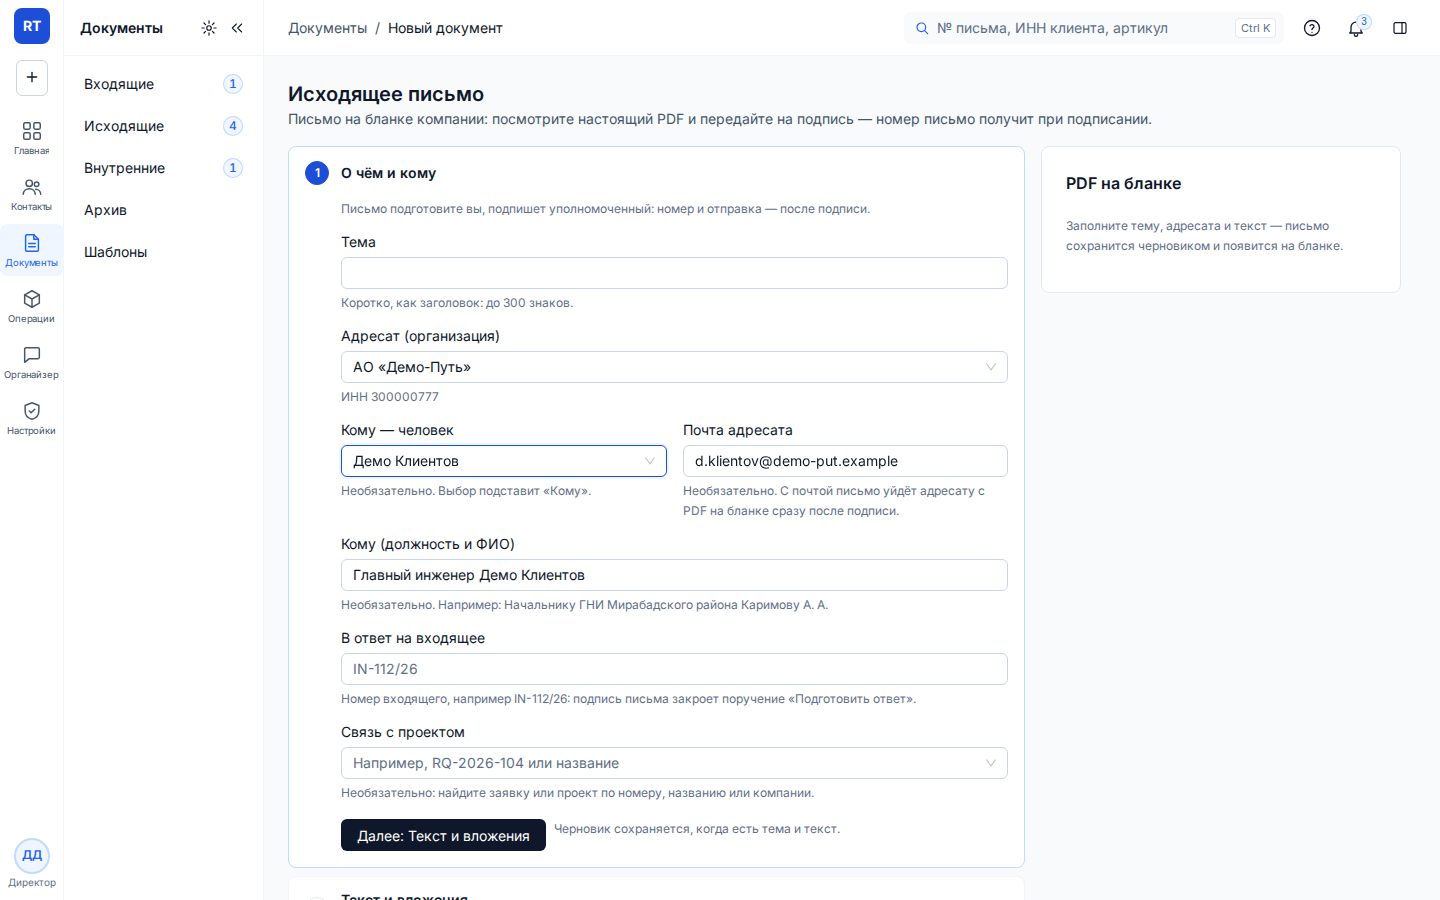 RT
Главная
Контакты
Документы
Операции
Органайзер
Настройки
ДД
Директор
Документы
Входящие 1
Исходящие 4
Внутренние 1
Архив
Шаблоны
Документы / Новый документ
№ письма, ИНН клиента, артикул Ctrl K
3
Исходящее письмо
Письмо на бланке компании: посмотрите настоящий PDF и передайте на подпись — номер письмо получит при подписании.
1 О чём и кому
Письмо подготовите вы, подпишет уполномоченный: номер и отправка — после подписи.
Тема
Коротко, как заголовок: до 300 знаков.
Адресат (организация)
АО «Демо-Путь»
ИНН 300000777
Кому — человек
Демо Клиентов
Необязательно. Выбор подставит «Кому».
Почта адресата
d.klientov@demo-put.example
Необязательно. С почтой письмо уйдёт адресату с
PDF на бланке сразу после подписи.
Кому (должность и ФИО)
Главный инженер Демо Клиентов
Необязательно. Например: Начальнику ГНИ Мирабадского района Каримову А. А.
В ответ на входящее
IN-112/26
Номер входящего, например IN-112/26: подпись письма закроет поручение «Подготовить ответ».
Связь с проектом
Например, RQ-2026-104 или название
Необязательно: найдите заявку или проект по номеру, названию или компании.
Далее: Текст и вложения
Черновик сохраняется, когда есть тема и текст.
Текст и вложения
PDF на бланке
Заполните тему, адресата и текст — письмо
сохранится черновиком и появится на бланке.